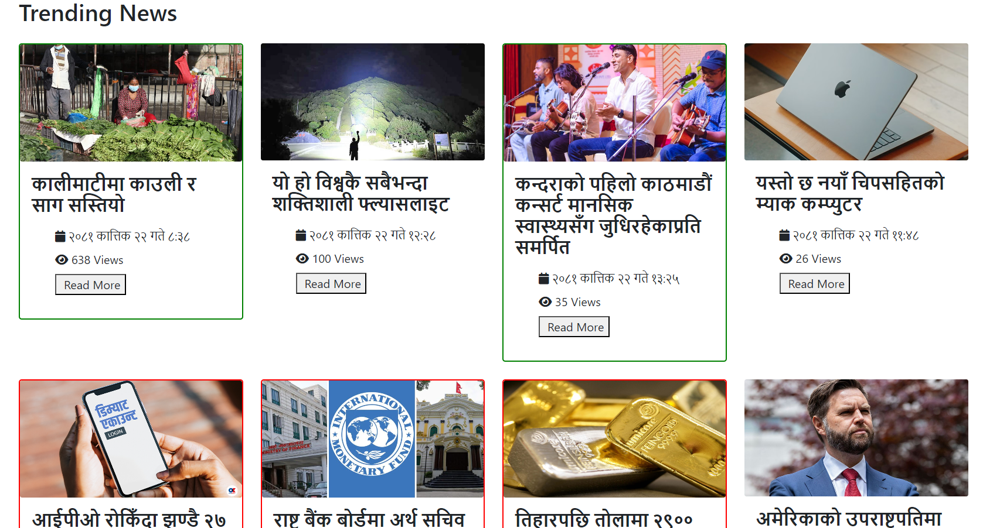 Trending News
कालीमाटीमा काउली र
साग सस्तियो
२०८१ कात्तिक २२ गते ८:३८
638 Views
Read More
यो हो विश्वकै सबैभन्दा
शक्तिशाली फ्ल्यासलाइट
२०८१ कात्तिक २२ गते १२:२८
100 Views
Read More
कन्दराको पहिलो काठमाडौं
कन्सर्ट मानसिक
स्वास्थ्यसँग जुधिरहेकाप्रति
समर्पित
२०८१ कात्तिक २२ गते १३:२५
35 Views
Read More
यस्तो छ नयाँ चिपसहितको
म्याक कम्प्युटर
२०८१ कात्तिक २२ गते ११:४८
26 Views
Read More
डिम्याट
एकाउन्ट
LOGIN
आईपीओ रोकिँदा झण्डै २७
MINISTRY OF FINANCE
INTERNATIONAL
MONETARY FUND
राष्ट्र बैंक बोर्डमा अर्थ सचिव
umicore
FEINGOLD
999.9
तिहारपछि तोलामा २९००
अमेरिकाको उपराष्ट्रपतिमा